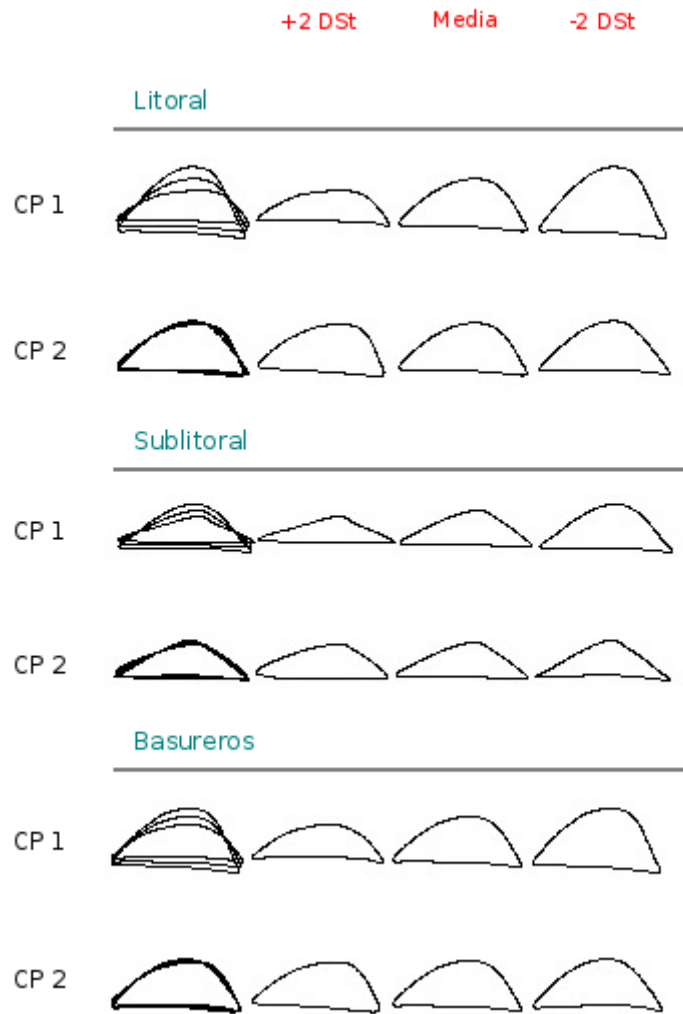 +2 DSt Media -2 DSt
Litoral
CP 1
CP 2
Sublitoral
CP 1
CP 2
Basureros
CP 1
CP 2